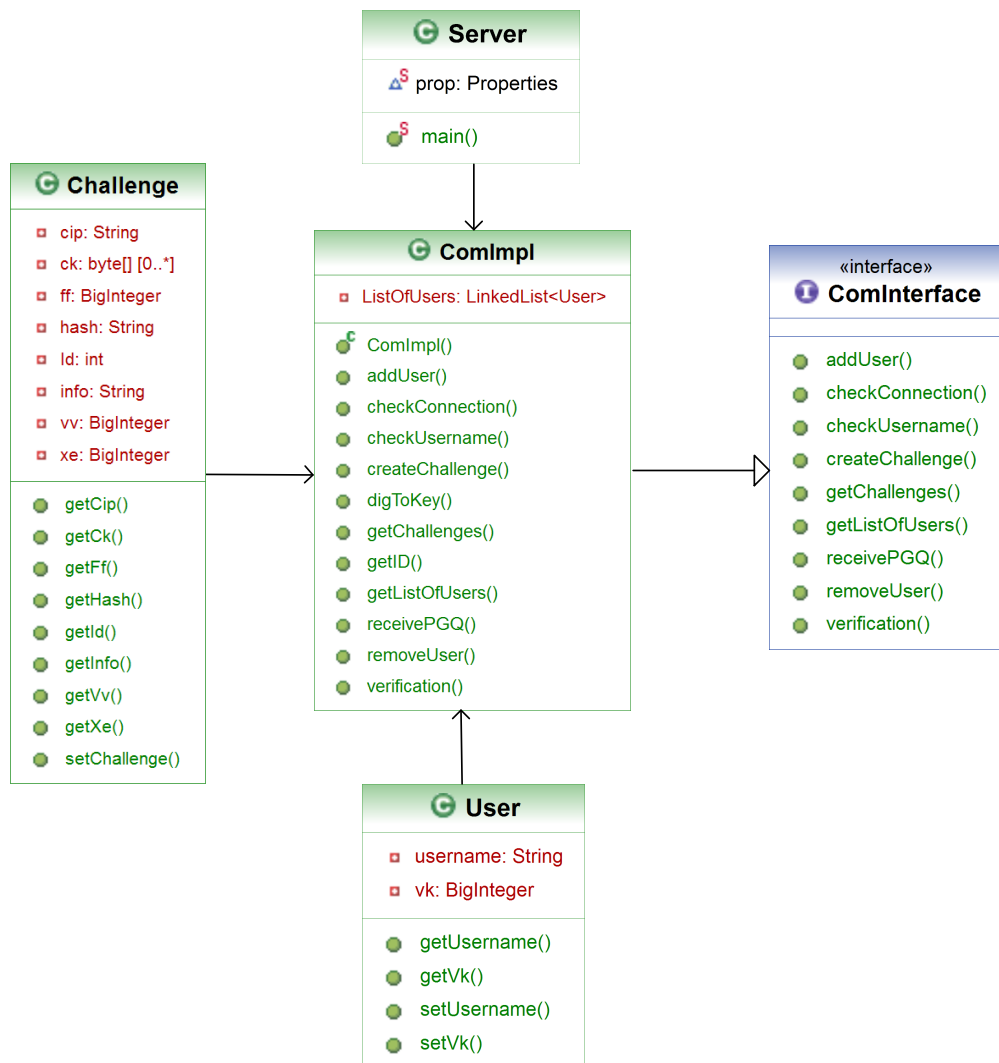 Server
prop: Properties
main()
Challenge
cip: String
ck: byte[] [0..*]
ff: BigInteger
hash: String
Id: int
info: String
vv: BigInteger
xe: BigInteger
getCip()
getCk()
getFf()
getHash()
getId()
getInfo()
getVv()
getXe()
setChallenge()
ComImpl
ListOfUsers: LinkedList<User>
ComImpl()
addUser()
checkConnection()
checkUsername()
createChallenge()
digToKey()
getChallenges()
getID()
getListOfUsers()
receivePGQ()
removeUser()
verification()
«interface»
ComInterface
addUser()
checkConnection()
checkUsername()
createChallenge()
getChallenges()
getListOfUsers()
receivePGQ()
removeUser()
verification()
User
username: String
vk: BigInteger
getUsername()
getVk()
setUsername()
setVk()